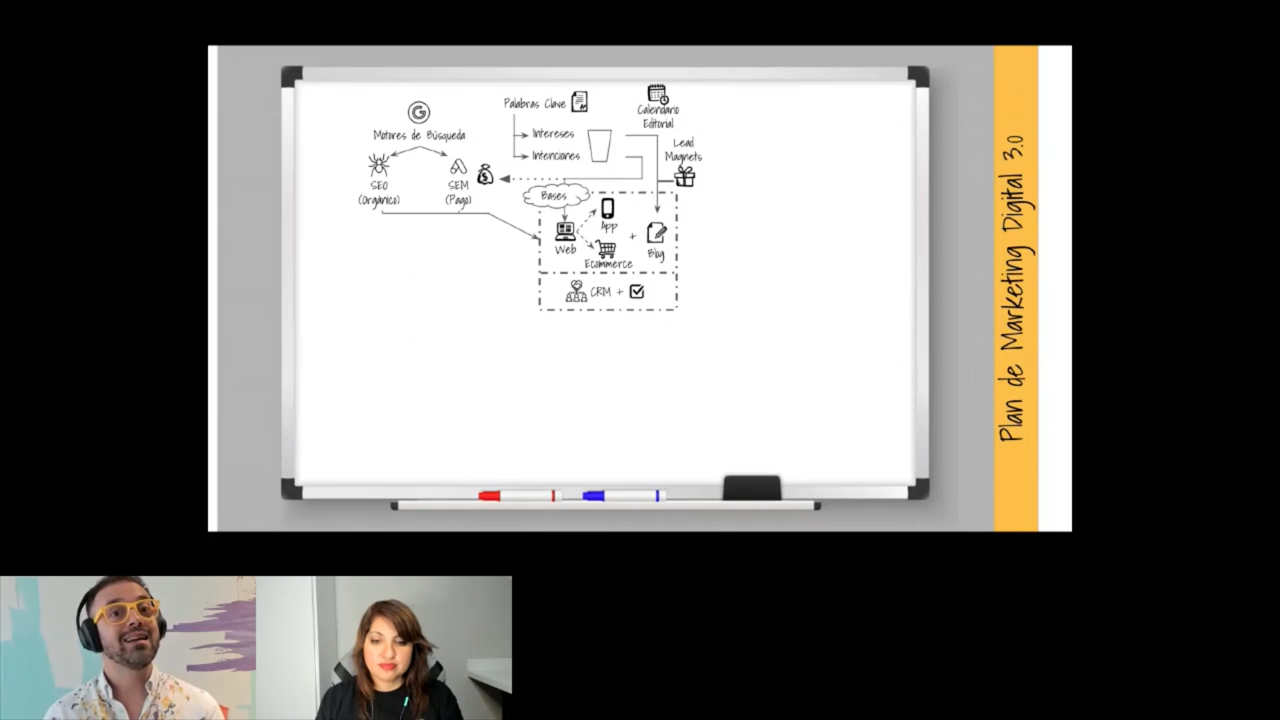 Palabras Clave
Calendario
Editorial
Motores de Búsqueda
Intereses
Intenciones
Lead
Magnets
SEO
(Orgánico)
SEM
(Pago)
$
Bases
App
Web
+
Blog
Ecommerce
CRM +
Plan de Marketing Digital 3.0